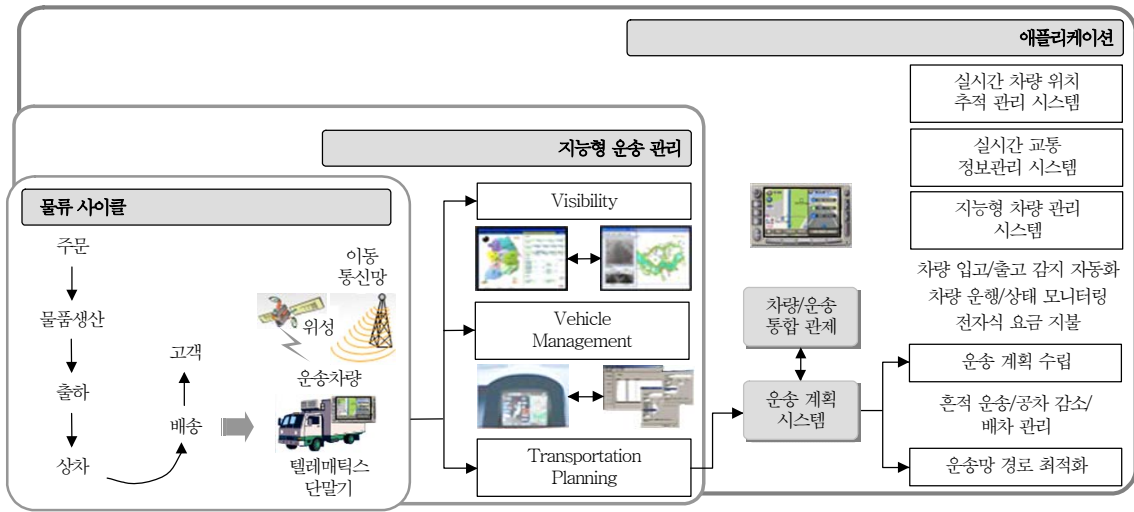 애플리케이션
실시간 차량 위치
추적 관리 시스템
실시간 교통
정보관리 시스템
지능형 차량 관리
시스템
차량 입고/출고 감지 자동화
차량 운행/상태 모니터링
전자식 요금 지불
운송 계획 수립
흔적 운송/공차 감소/
배차 관리
운송망 경로 최적화
차량/운송
통합 관제
운송 계획
시스템
지능형 운송 관리
Visibility
Vehicle
Management
Transportation
Planning
물류 사이클
주문
물품생산
출하
상차
배송
고객
이동
통신망
위성
운송차량
텔레매틱스
단말기